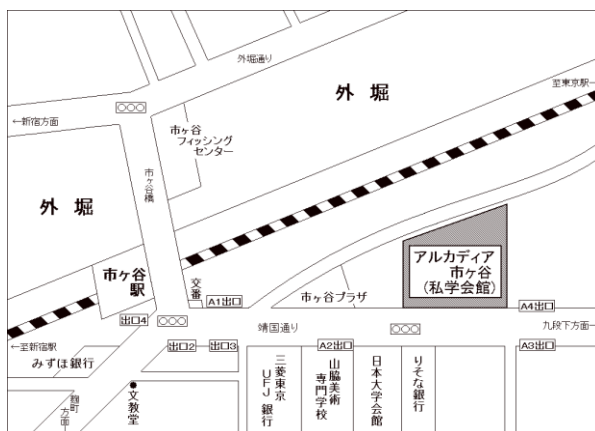 外堀通り
外 堀
至東京駅
←新宿方面
市ヶ谷
フィッシング
センター
市ヶ谷橋
外 堀
アルカディア
市ヶ谷
(私学会館)
市ヶ谷
駅
交番
A1出口
市ヶ谷プラザ
A4出口
出口4
靖国通り
九段下方面
←至新宿駅
みずほ銀行
出口2
出口3
A2出口
A3出口
文教堂
麹町
方面
三菱東京
UFJ銀行
山脇美術
専門学校
日本大学会館
りそな銀行